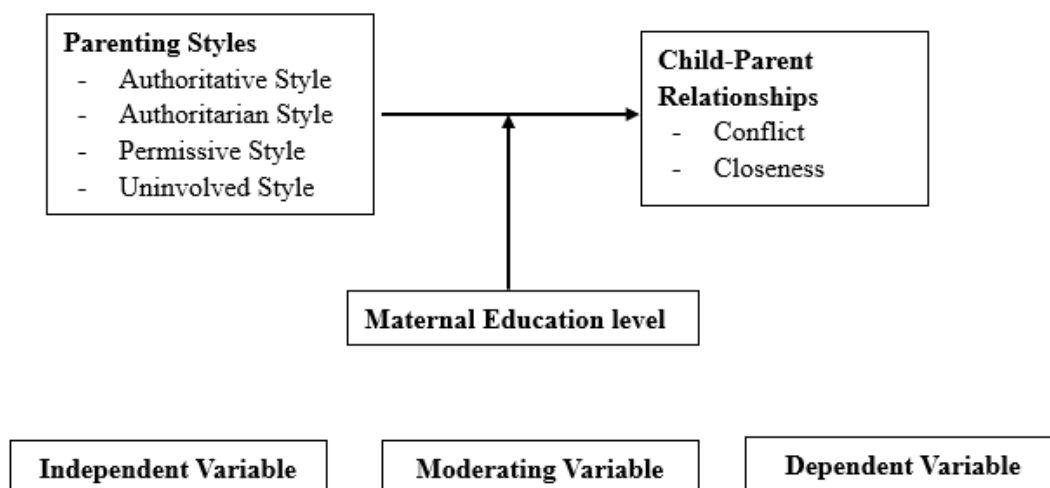 Parenting Styles
- Authoritative Style
- Authoritarian Style
- Permissive Style
- Uninvolved Style
Child-Parent
Relationships
- Conflict
- Closeness
Maternal Education level
Independent Variable
Moderating Variable
Dependent Variable